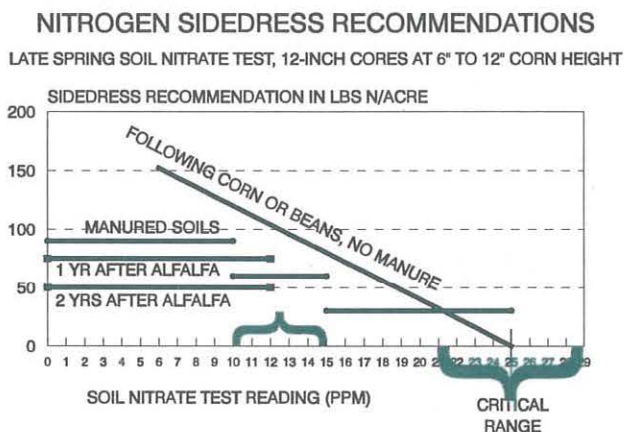 NITROGEN SIDEDRESS RECOMMENDATIONS
LATE SPRING SOIL NITRATE TEST, 12-INCH CORES AT 6" TO 12" CORN HEIGHT
SIDEDRESS RECOMMENDATION IN LBS N/ACRE
200
150
100
50
0
FOLLOWING CORN OR BEANS, NO MANURE
MANURED SOILS
1 YR AFTER ALFALFA
2 YRS AFTER ALFALFA
0 1 2 3 4 5 6 7 8 9 10 11 12 13 14 15 16 17 18 19 20 21 22 23 24 25 26 27 28 29
SOIL NITRATE TEST READING (PPM)
CRITICAL
RANGE